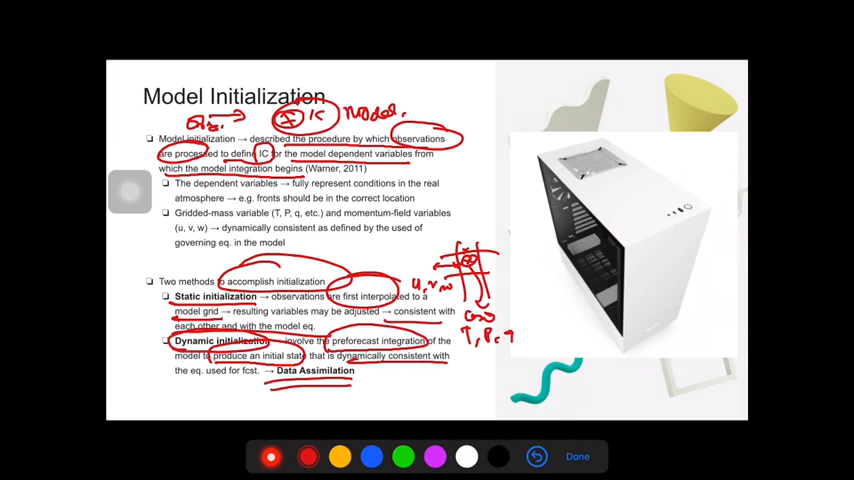 Model Initialization
IC Model.
❑ Model initialization → described the procedure by which observations
are processed to define IC for the model dependent variables from
which the model integration begins (Warner, 2011)
❑ The dependent variables → fully represent conditions in the real
atmosphere → e.g. fronts should be in the correct location
❑ Gridded-mass variable (T, P, q, etc.) and momentum-field variables
(u, v, w) → dynamically consistent as defined by the used of
governing eq. in the model
❑ Two methods to accomplish initialization
u, v, w
❑ Static initialization → observations are first interpolated to a
model grid → resulting variables may be adjusted → consistent with
each other and with the model eq.
T, P, q
❑ Dynamic initialization → involve the preforecast integration of the
model to produce an initial state that is dynamically consistent with
the eq. used for fcst. → Data Assimilation
Done